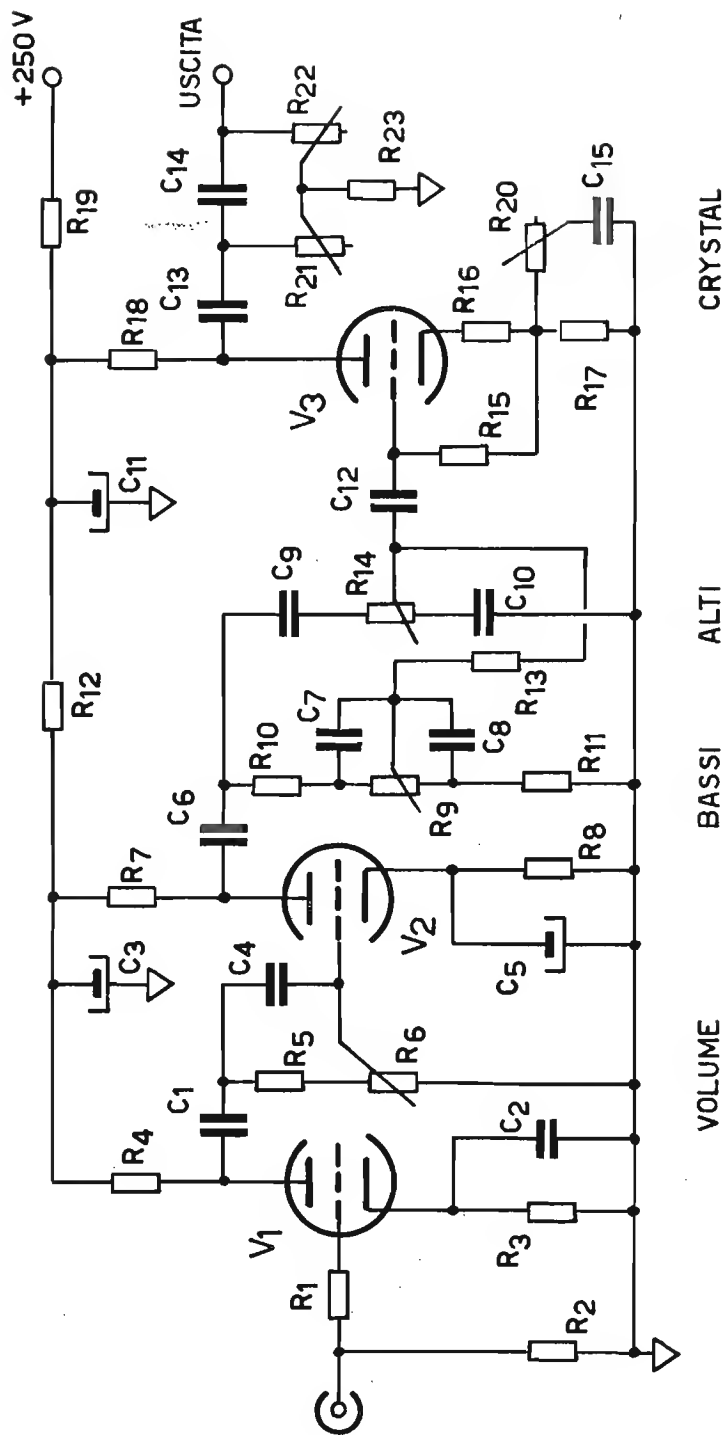 +250 V
R19
R12
C11
C3
R4
R7
R18
USCITA
C14
C13
C1
C6
C4
R5
R6
R10
C7
C9
R22
R21
R23
V1
V2
V3
R1
R9
C8
R14
C12
R13
C10
R15
R16
R20
C15
R2
R3
C2
C5
R8
R11
R17
VOLUME
BASSI
ALTI
CRYSTAL